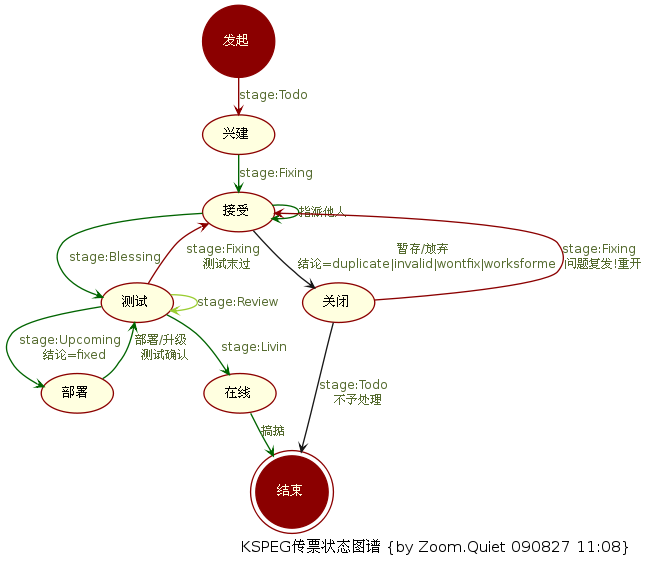 发起
stage:Todo
兴建
stage:Fixing
接受
指派他人
stage:Blessing
stage:Fixing
测试未过
暂存/放弃
结论=duplicate|invalid|wontfix|worksforme
stage:Fixing
问题复发!重开
测试
stage:Review
关闭
stage:Upcoming
结论=fixed
部署/升级
测试确认
stage:Livin
部署
在线
stage:Todo
不予处理
搞掂
结束
KSPEG传票状态图谱 {by Zoom.Quiet 090827 11:08}